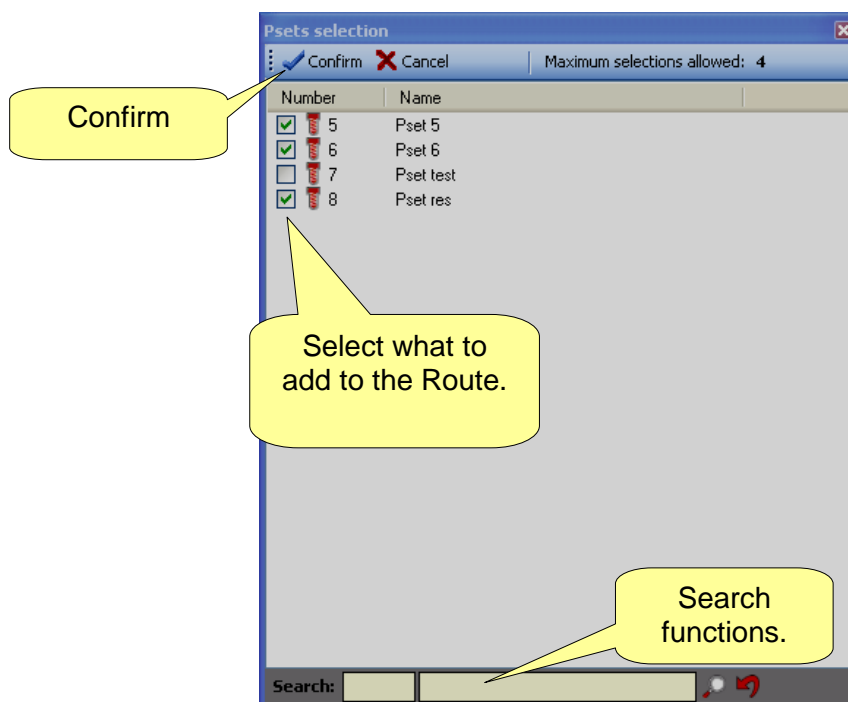 Psets selection
Confirm Cancel Maximum selections allowed: 4
Confirm
Number Name
5 Pset 5
6 Pset 6
7 Pset test
8 Pset res
Select what to
add to the Route.
Search
functions.
Search: